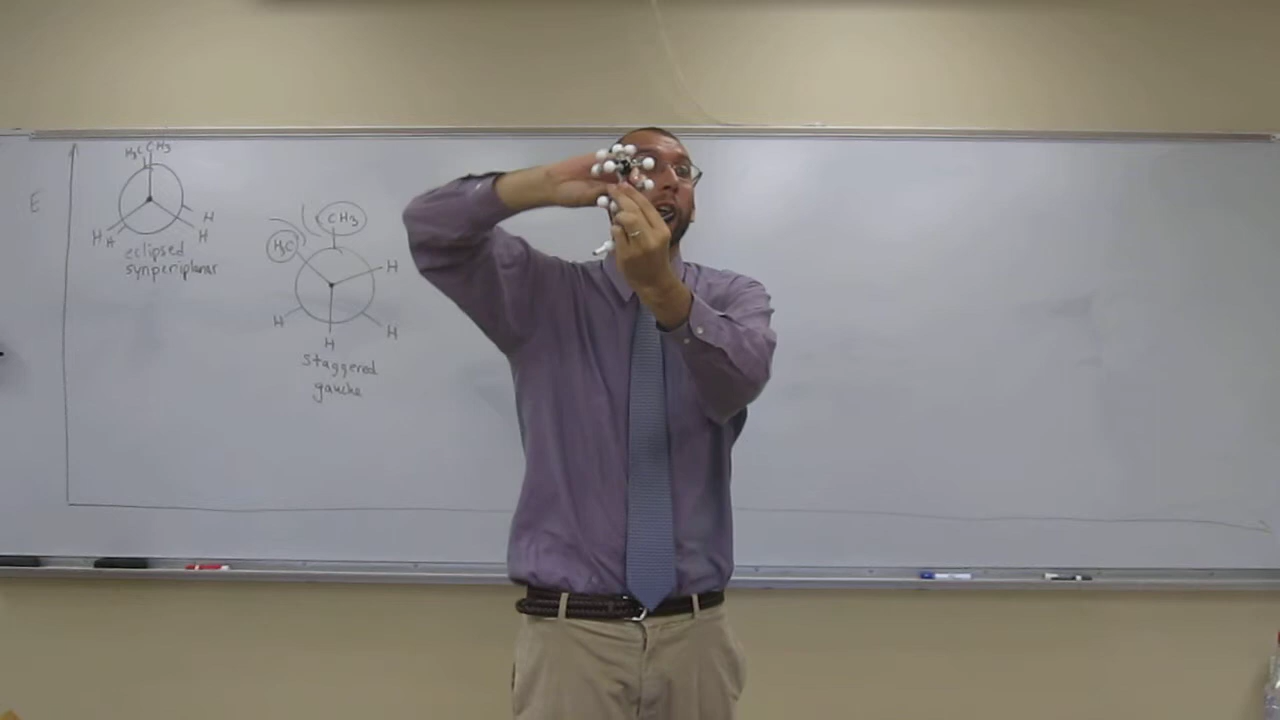 E
H₃C CH₃
H
H
H H
eclipsed
synperiplanar
CH₃
H₃C
H
H
H
H
staggered
gauche